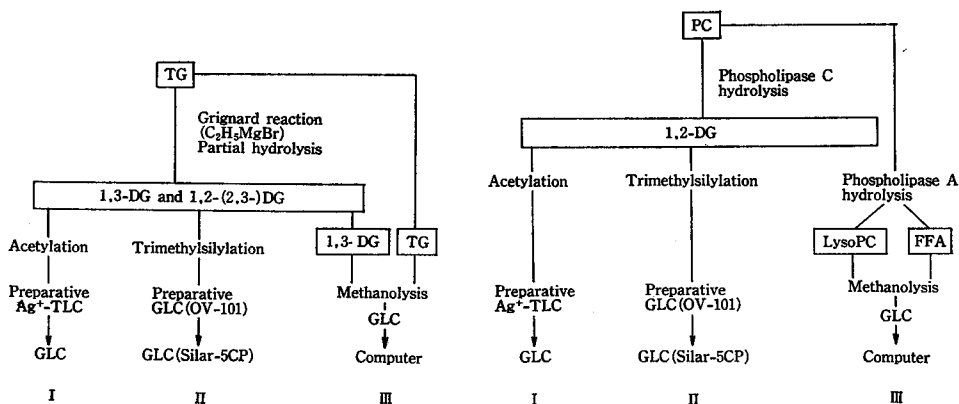 TG
Grignard reaction
(C₂H₅MgBr)
Partial hydrolysis
1,3-DG and 1,2-(2,3-)DG
1,3-DG
TG
Acetylation
Trimethylsilylation
Preparative
Ag⁺-TLC
Preparative
GLC(OV-101)
Methanolysis
GLC
GLC
GLC(Silar-5CP)
Computer
I
II
III
PC
Phospholipase C
hydrolysis
1,2-DG
Acetylation
Trimethylsilylation
Phospholipase A
hydrolysis
LysoPC
FFA
Preparative
Ag⁺-TLC
Preparative
GLC(OV-101)
Methanolysis
GLC
GLC
GLC(Silar-5CP)
Computer
I
II
III